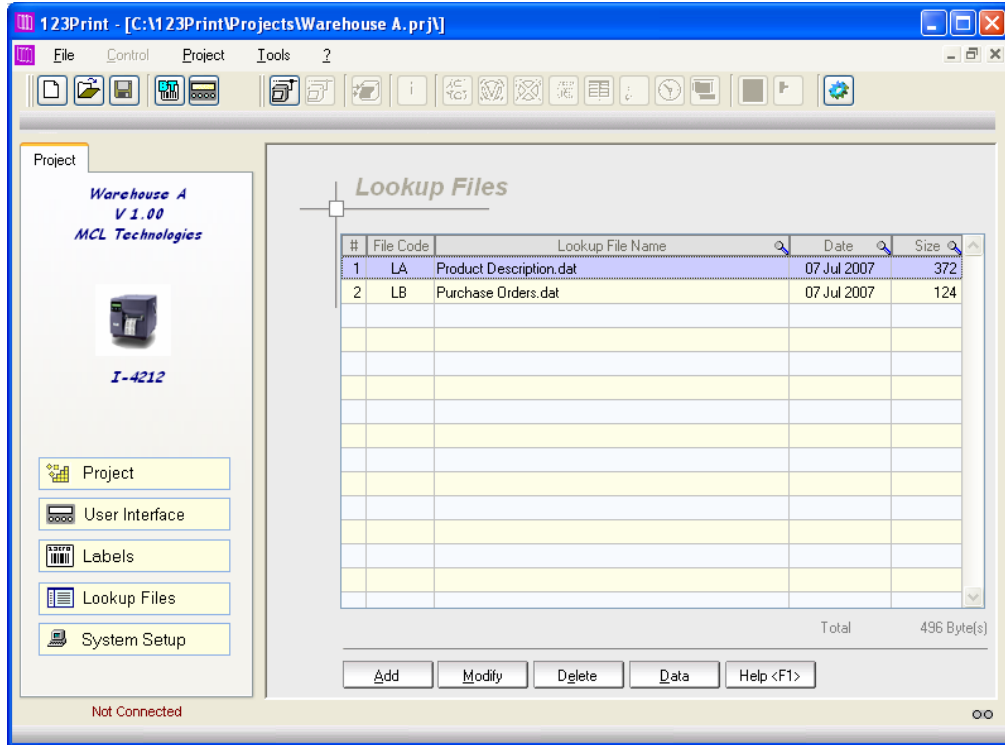 123Print - [C:\123Print\Projects\Warehouse A.prj\]
File Control Project Tools ?
Project
Warehouse A
V 1.00
MCL Technologies
I-4212
Project
User Interface
Labels
Lookup Files
System Setup
Not Connected
Lookup Files
# File Code Lookup File Name Date Size
1 LA Product Description.dat 07 Jul 2007 372
2 LB Purchase Orders.dat 07 Jul 2007 124
Total 496 Byte(s)
Add Modify Delete Data Help <F1>